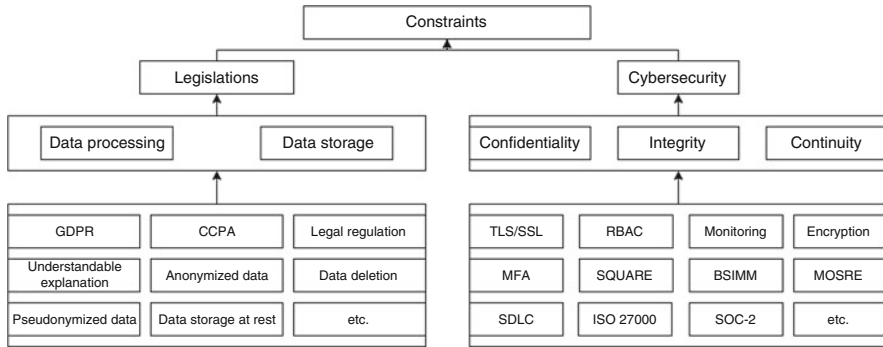 Constraints
Legislations
Cybersecurity
Data processing
Data storage
Confidentiality
Integrity
Continuity
GDPR
CCPA
Legal regulation
Understandable
explanation
Anonymized data
Data deletion
Pseudonymized data
Data storage at rest
etc.
TLS/SSL
RBAC
Monitoring
Encryption
MFA
SQUARE
BSIMM
MOSRE
SDLC
ISO 27000
SOC-2
etc.